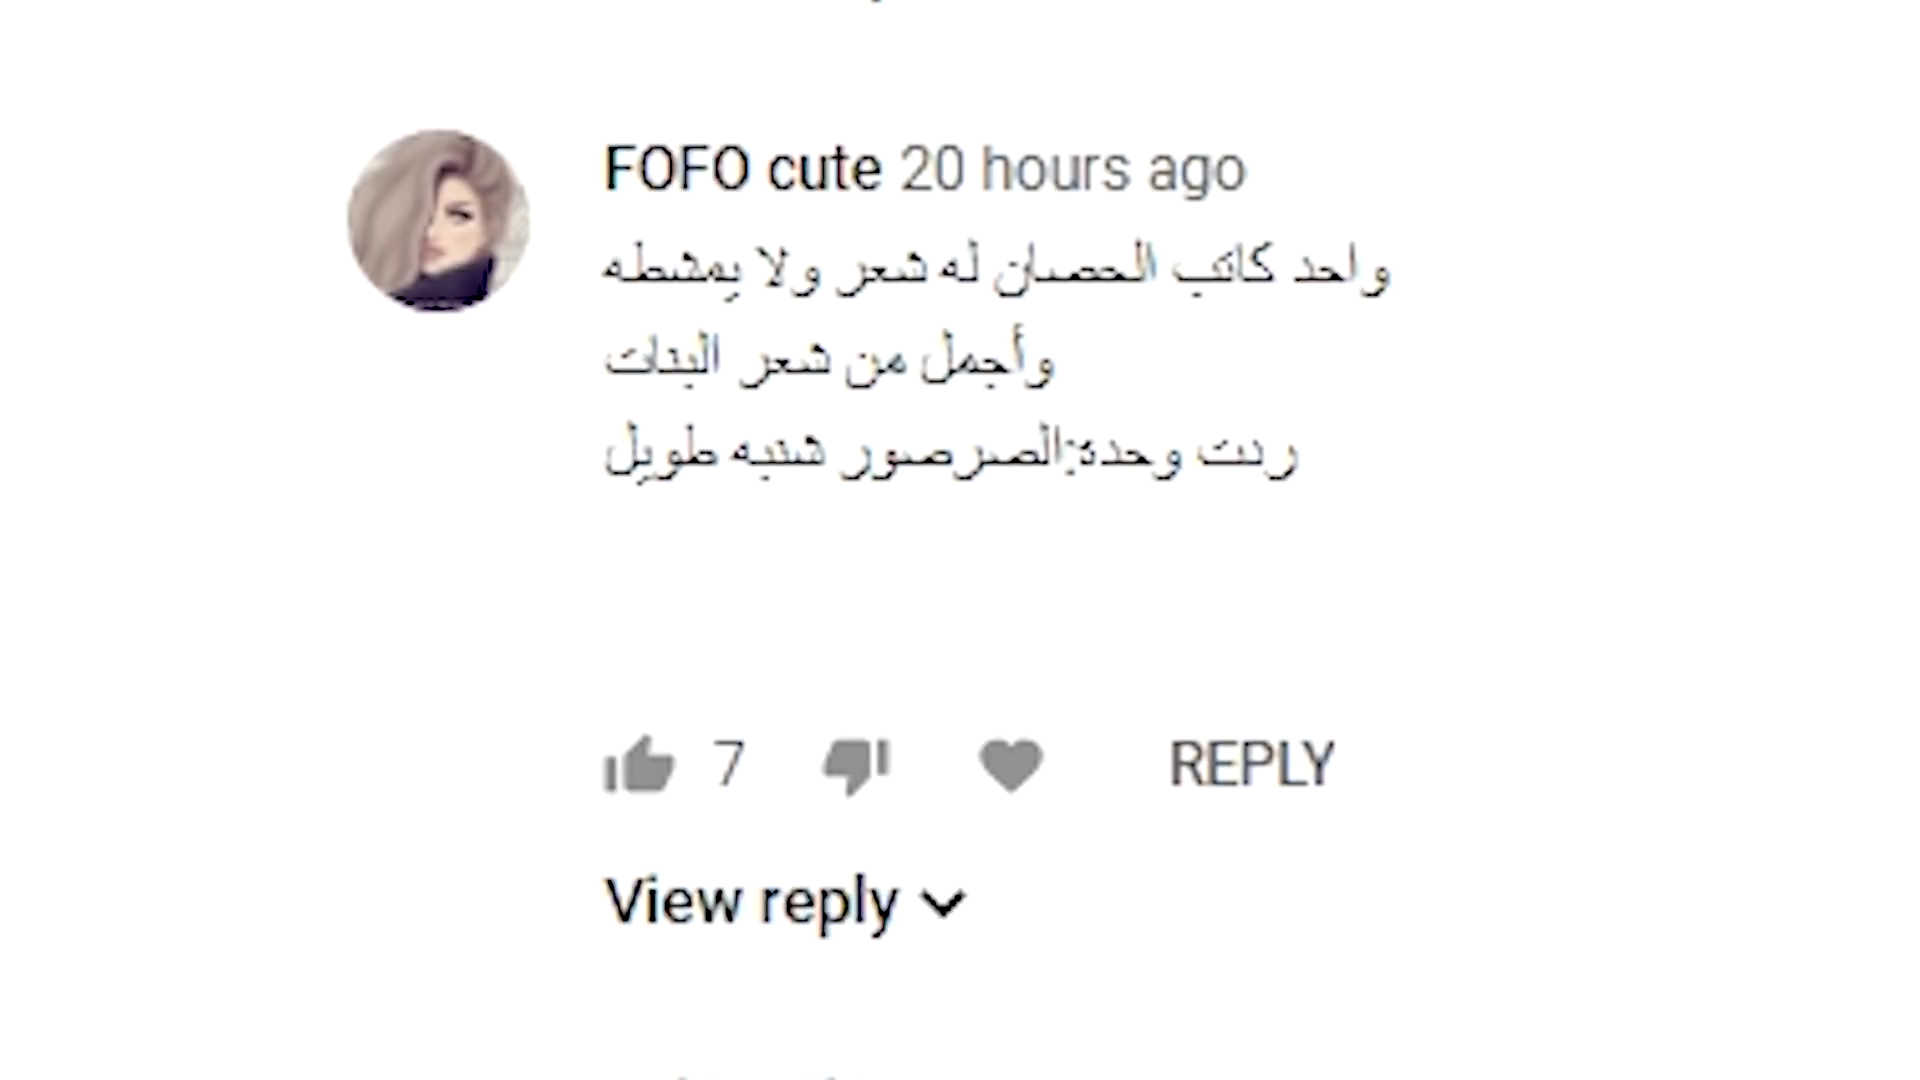 FOFO cute 20 hours ago
واحد كاتب الحصان له شعر ولا يمشطه
وأجمل من شعر البنات
ردت وحدة:الصرصور شنبه طويل
7 REPLY
View reply